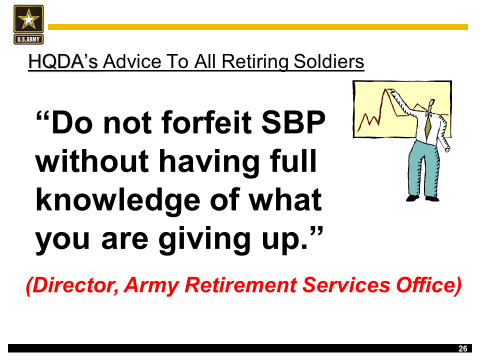 U.S.ARMY
HQDA’s Advice To All Retiring Soldiers
“Do not forfeit SBP
without having full
knowledge of what
you are giving up.”
(Director, Army Retirement Services Office)
26